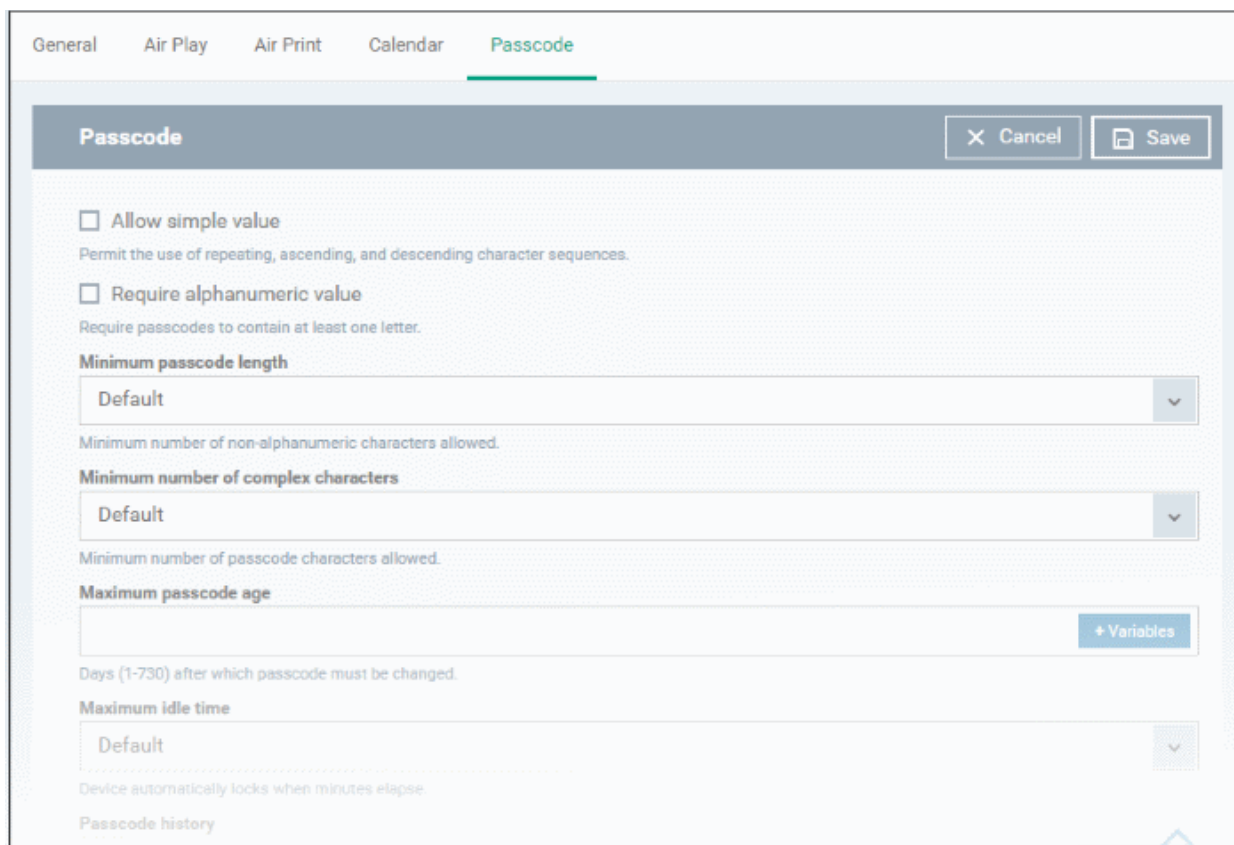 General Air Play Air Print Calendar Passcode
Passcode Cancel Save
Allow simple value
Permit the use of repeating, ascending, and descending character sequences.
Require alphanumeric value
Require passcodes to contain at least one letter.
Minimum passcode length
Default
Minimum number of non-alphanumeric characters allowed.
Minimum number of complex characters
Default
Minimum number of passcode characters allowed.
Maximum passcode age
+ Variables
Days (1-730) after which passcode must be changed.
Maximum idle time
Default
Device automatically locks when minutes elapse.
Passcode history